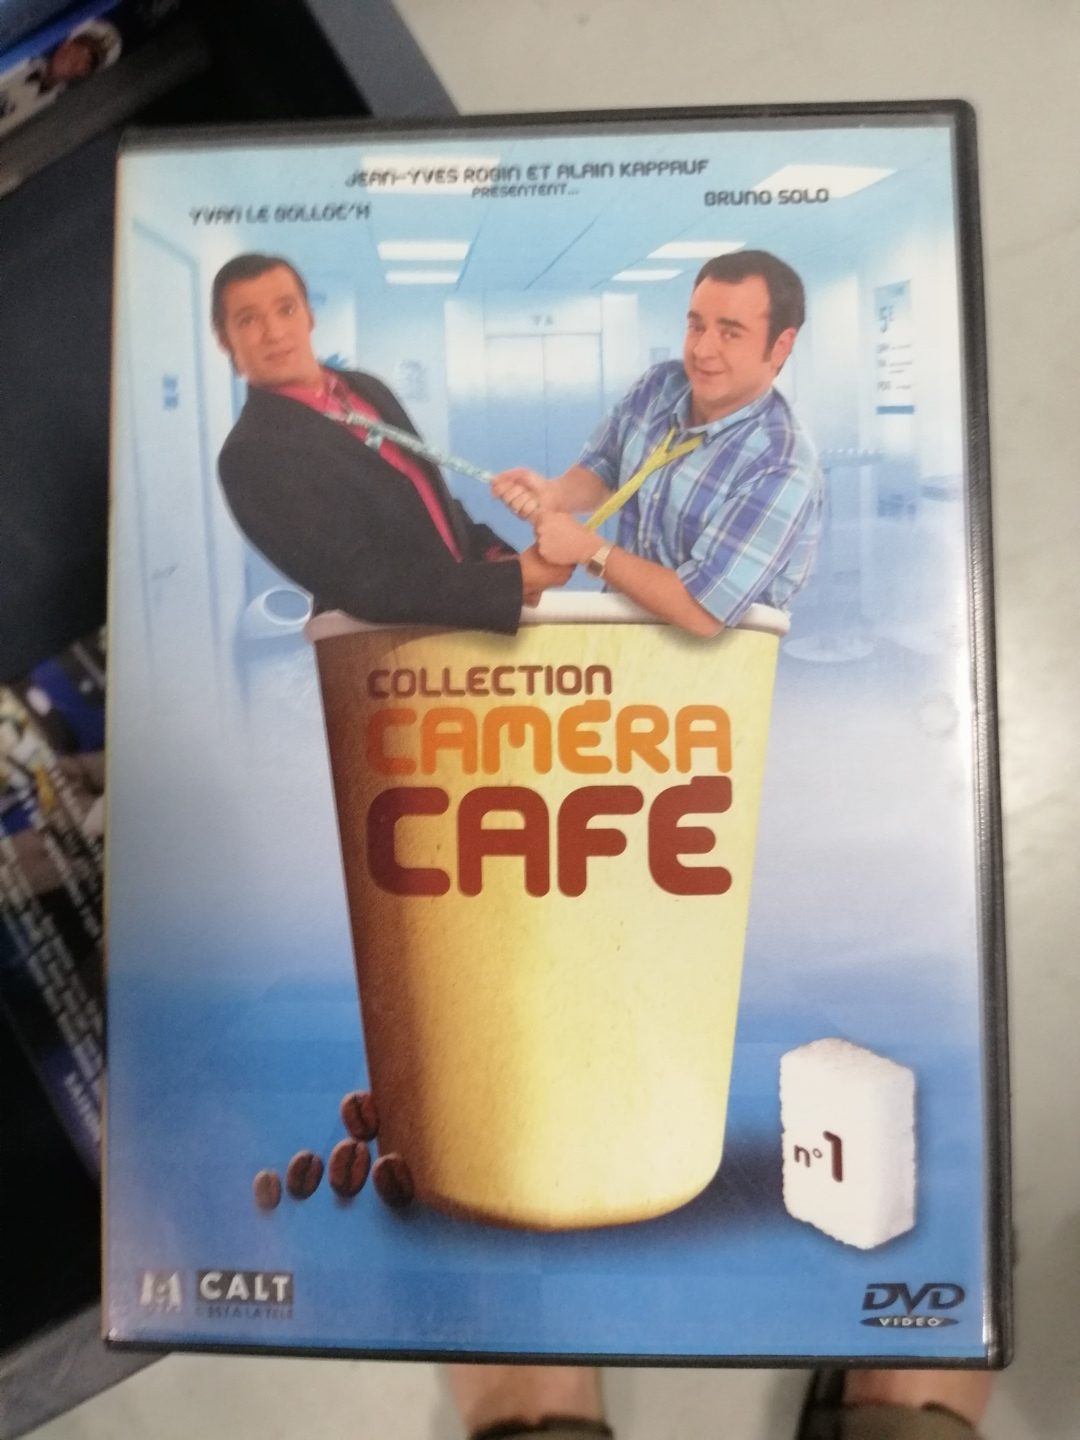 JEAN-YVES ROBIN ET ALAIN KAPPAUF
PRÉSENTENT...
YVAN LE BOLLOC'H
BRUNO SOLO
COLLECTION
CAMÉRA
CAFÉ
n°1
CALT
DVD
VIDEO